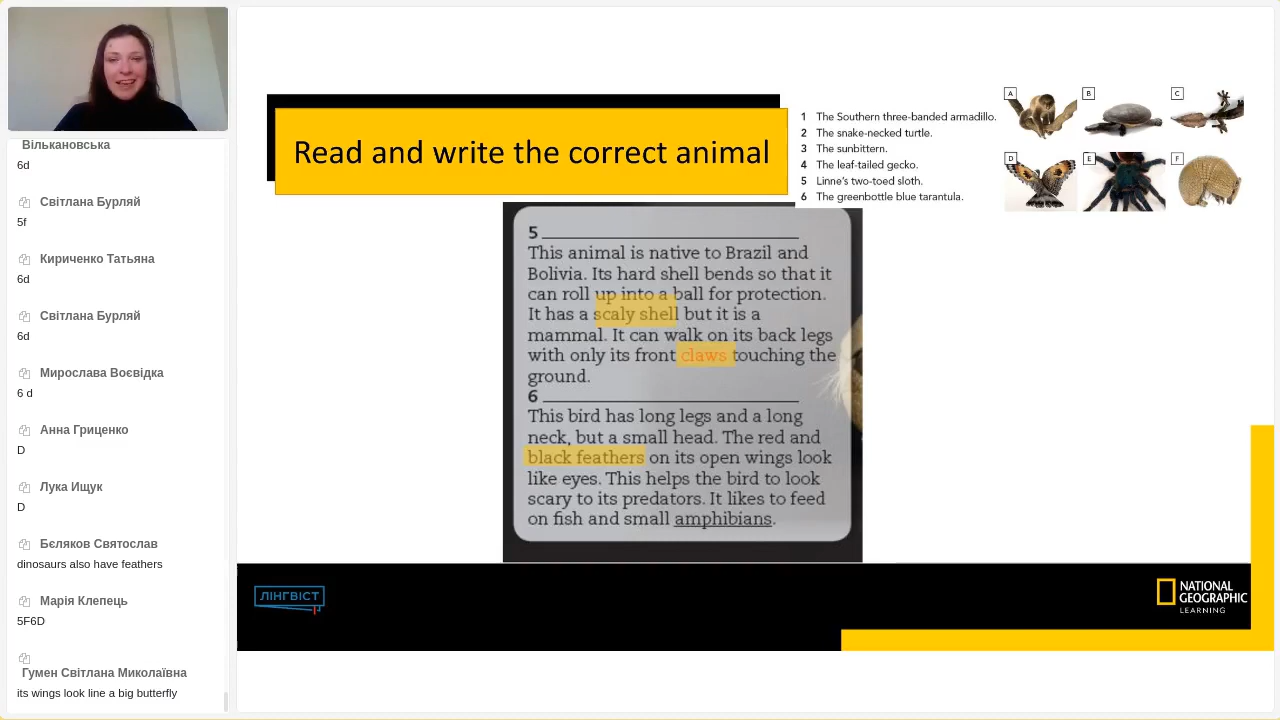 Вількановська
6d
Світлана Бурляй
5f
Кириченко Татьяна
6d
Світлана Бурляй
6d
Мирослава Воєвідка
6 d
Анна Гриценко
D
Лука Ищук
D
Бєляков Святослав
dinosaurs also have feathers
Марія Клепець
5F6D
Гумен Світлана Миколаївна
its wings look line a big butterfly
Read and write the correct animal
1 The Southern three-banded armadillo.
2 The snake-necked turtle.
3 The sunbittern.
4 The leaf-tailed gecko.
5 Linne's two-toed sloth.
6 The greenbottle blue tarantula.
A
B
C
D
E
F
5
This animal is native to Brazil and
Bolivia. Its hard shell bends so that it
can roll up into a ball for protection.
It has a scaly shell but it is a
mammal. It can walk on its back legs
with only its front claws touching the
ground.
6
This bird has long legs and a long
neck, but a small head. The red and
black feathers on its open wings look
like eyes. This helps the bird to look
scary to its predators. It likes to feed
on fish and small amphibians.
ЛІНГВІСТ
NATIONAL
GEOGRAPHIC
LEARNING